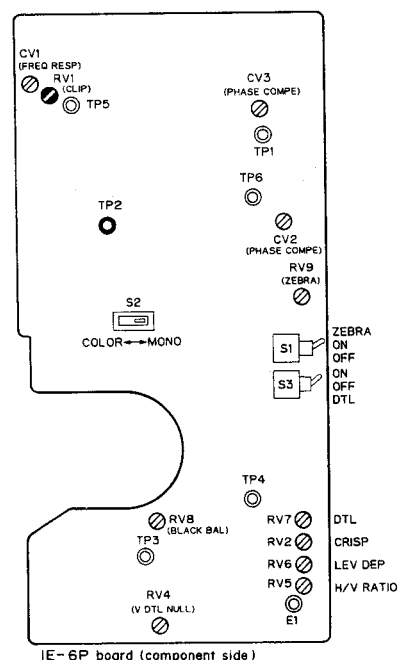 CV1
(FREQ RESP)
RV1
(CLIP)
TP5
CV3
(PHASE COMPE)
TP1
TP6
TP2
CV2
(PHASE COMPE)
RV9
(ZEBRA)
S2
COLOR↔MONO
S1
ZEBRA
ON
OFF
S3
ON
OFF
DTL
TP4
RV8
(BLACK BAL)
TP3
RV7 DTL
RV2 CRISP
RV6 LEV DEP
RV5 H/V RATIO
E1
RV4
(V DTL NULL)
IE-6P board (component side)